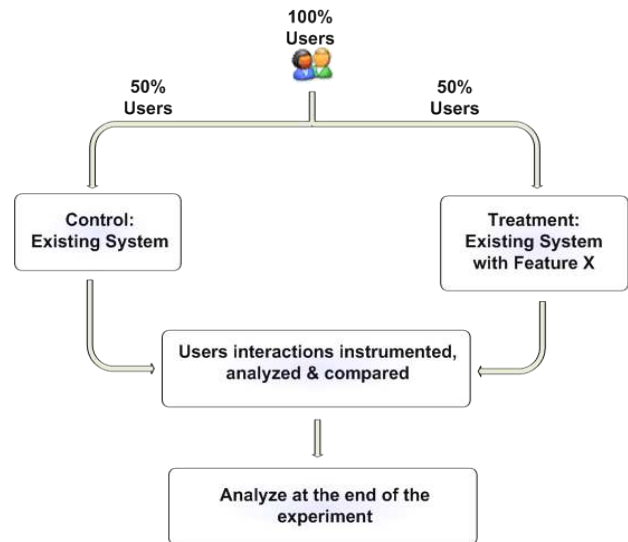 100%
Users
50%
Users
50%
Users
Control:
Existing System
Treatment:
Existing System
with Feature X
Users interactions instrumented,
analyzed & compared
Analyze at the end of the
experiment